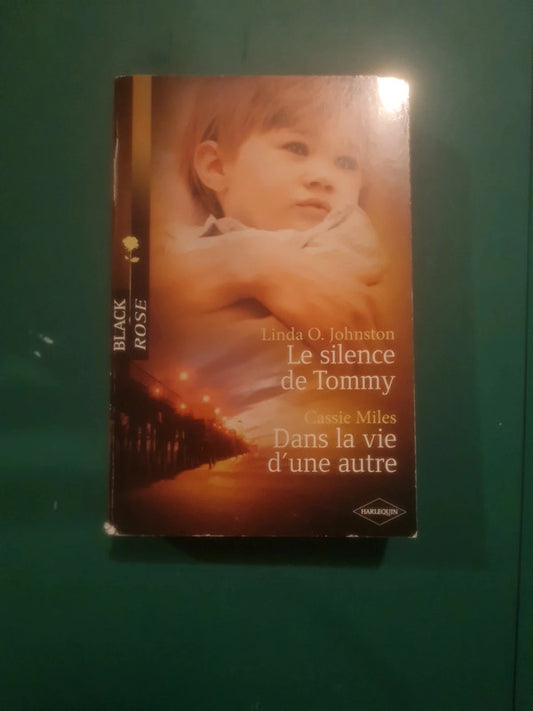 BLACK
ROSE
Linda O. Johnston
Le silence
de Tommy
Cassie Miles
Dans la vie
d'une autre
HARLEQUIN